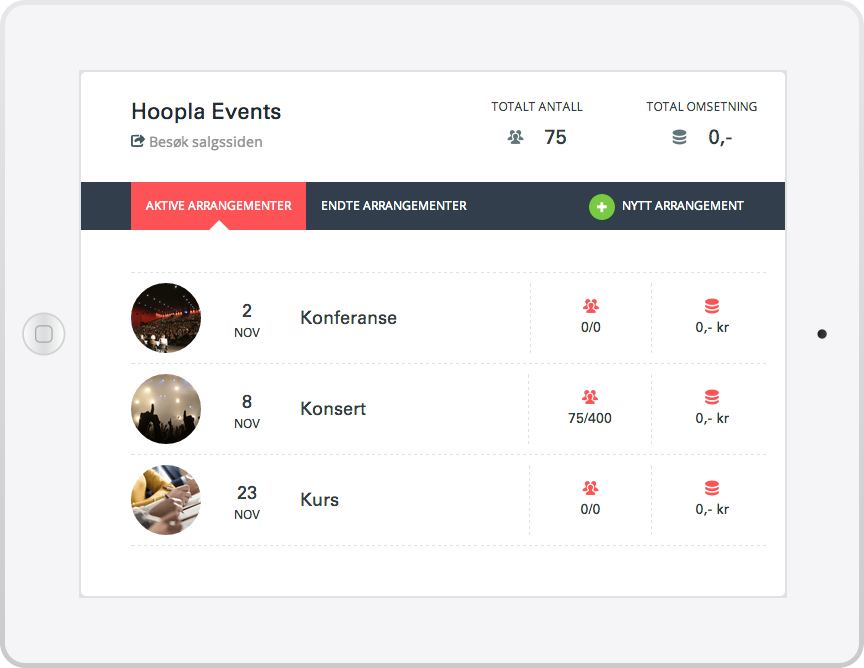 Hoopla Events
Besøk salgssiden
TOTALT ANTALL
75
TOTAL OMSETNING
0,-
AKTIVE ARRANGEMENTER
ENDTE ARRANGEMENTER
NYTT ARRANGEMENT
2
NOV
Konferanse
0/0
0,- kr
8
NOV
Konsert
75/400
0,- kr
23
NOV
Kurs
0/0
0,- kr